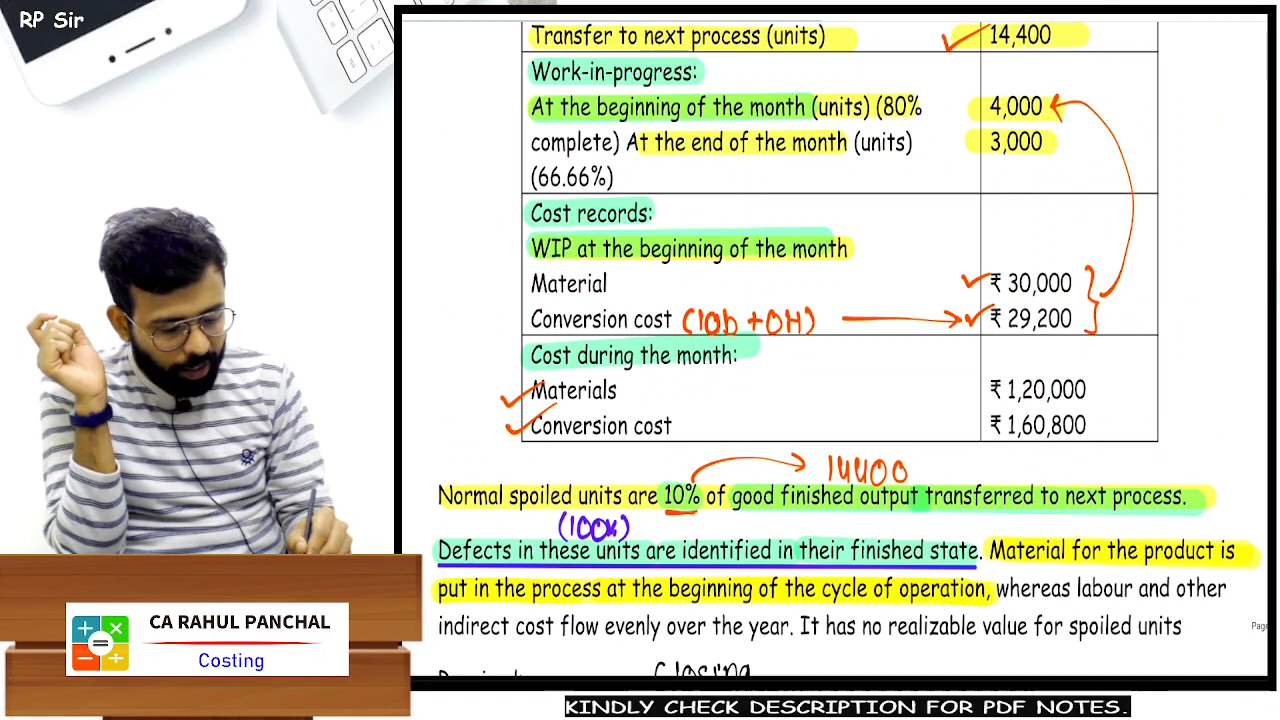 RP Sir
Transfer to next process (units) 14,400
Work-in-progress:
At the beginning of the month (units) (80% 4,000
complete) At the end of the month (units) 3,000
(66.66%)
Cost records:
WIP at the beginning of the month
Material ₹ 30,000
Conversion cost (lab + OH) ₹ 29,200
Cost during the month:
Materials ₹ 1,20,000
Conversion cost ₹ 1,60,800
14400
Normal spoiled units are 10% of good finished output transferred to next process.
(100%)
Defects in these units are identified in their finished state. Material for the product is
put in the process at the beginning of the cycle of operation, whereas labour and other
indirect cost flow evenly over the year. It has no realizable value for spoiled units
Page
closing
CA RAHUL PANCHAL
Costing
KINDLY CHECK DESCRIPTION FOR PDF NOTES.